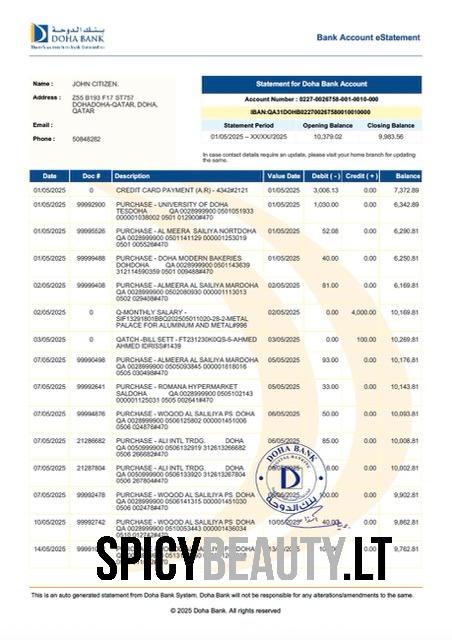 بنك الدوحة
DOHA BANK
Bank Account eStatement
Name : JOHN CITIZEN.
Address : Z55 B193 F17 ST757
DOHADOHA-QATAR, DOHA,
QATAR
Email :
Phone : 50848282
Statement for Doha Bank Account
Account Number : 0227-0026758-001-0010-000
IBAN:QA31DOHB02270026758010010000
Statement Period Opening Balance Closing Balance
01/05/2025 – XX/XX//2025 10,379.02 9,983.56
In case contact details require an update, please visit your home branch for updating
the same.
Date Doc # Description Value Date Debit ( - ) Credit ( + ) Balance
01/05/2025 0 CREDIT CARD PAYMENT (A.R) - 4342#2121 01/05/2025 3,006.13 0.00 7,372.89
01/05/2025 99992900 PURCHASE - UNIVERSITY OF DOHA 01/05/2025 1,030.00 0.00 6,342.89
TESDOHA QA 0028999900 0501051933
000001038002 0501 012900#470
01/05/2025 99995526 PURCHASE - AL MEERA SAILIYA NORTDOHA 01/05/2025 52.08 0.00 6,290.81
QA 0028999900 0501141129 000001253019
0501 005526#470
01/05/2025 99999488 PURCHASE - DOHA MODERN BAKERIES 01/05/2025 40.00 0.00 6,250.81
DOHDOHA QA 0028999900 0501143639
312114590359 0501 009488#470
02/05/2025 99999408 PURCHASE - ALMEERA AL SAILIYA MARDOHA 02/05/2025 81.00 0.00 6,169.81
QA 0028999900 0502080930 000001113013
0502 029408#470
02/05/2025 0 Q-MONTHLY SALARY - 02/05/2025 0.00 4,000.00 10,169.81
SIF13291801BBQ202505011020-28-2-METAL
PALACE FOR ALUMINUM AND METAL#996
03/05/2025 0 QATCH -BILL SETT - FT231230K0QS-6-AHMED 03/05/2025 0.00 100.00 10,269.81
AHMED IDRISS#1439
07/05/2025 99990498 PURCHASE - ALMEERA AL SAILIYA MARDOHA 05/05/2025 93.00 0.00 10,176.81
QA 0028999900 0505093845 000001818016
0505 030498#470
07/05/2025 99992641 PURCHASE - ROMANA HYPERMARKET 05/05/2025 33.00 0.00 10,143.81
SALDOHA QA 0028999900 0505102143
000001125031 0505 002641#470
07/05/2025 99994876 PURCHASE - WOQOD AL SALILIYA PS DOHA 06/05/2025 50.00 0.00 10,093.81
QA 0028999900 0506125802 000001451006
0506 024876#470
07/05/2025 21286682 PURCHASE - ALI INTL TRDG. DOHA 06/05/2025 85.00 0.00 10,008.81
QA 0050999900 0506132919 312613266682
0506 266682#470
07/05/2025 21287804 PURCHASE - ALI INTL TRDG. DOHA 0.00 10,002.81
QA 0050999900 0506133920 312613267804
0506 267804#470
07/05/2025 99992478 PURCHASE - WOQOD AL SALILIYA PS DOHA 0.00 9,902.81
QA 0028999900 0506141315 000001451030
0506 002478#470
10/05/2025 99992742 PURCHASE - WOQOD AL SALILIYA PS DOHA 10/05/2025 40.00 0.00 9,862.81
QA 0028999900 0510053443 000001436034
0510 012742#470
14/05/2025 PURCHASE - WOQOD AL SALILIYA PS DOHA 0.00 9,762.81
DOHA BANK
D
بنك الدوحة
SPICYBEAUTY.LT
This is an auto generated statement from Doha Bank System. Doha Bank will not be responsible for any alterations/amendments to the same.
© 2025 Doha Bank. All rights reserved